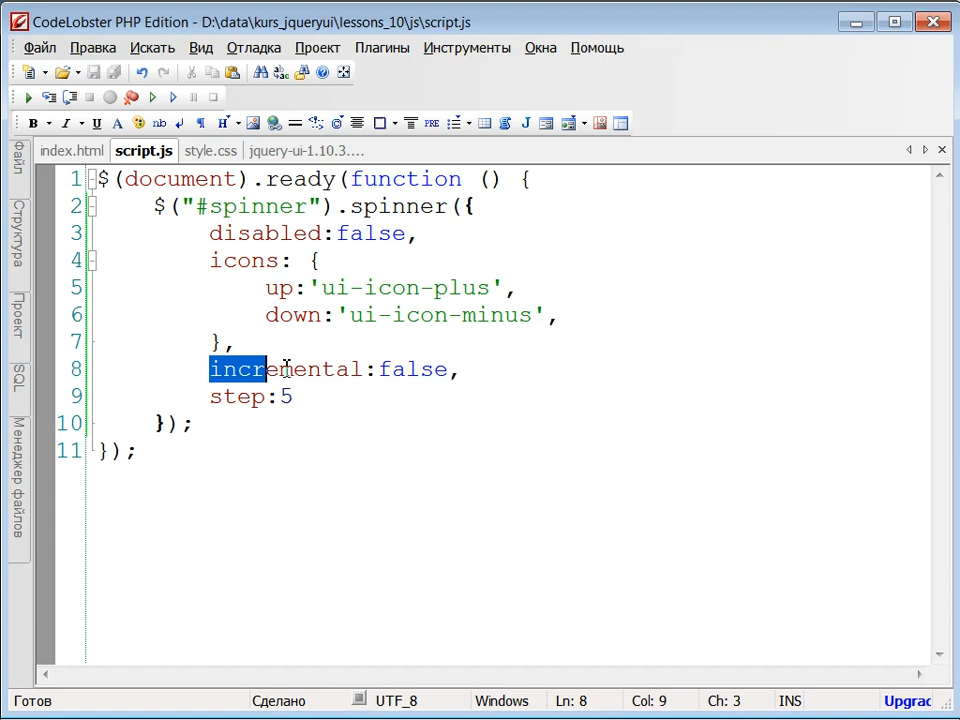 CodeLobster PHP Edition - D:\data\kurs_jqueryui\lessons_10\js\script.js
Файл Правка Искать Вид Отладка Проект Плагины Инструменты Окна Помощь
B I U A nb H PRE J
index.html script.js style.css jquery-ui-1.10.3....
Файл
Структура
Проект
SQL
Менеджер файлов
1 $(document).ready(function () {
2 $("#spinner").spinner({
3 disabled:false,
4 icons: {
5 up:'ui-icon-plus',
6 down:'ui-icon-minus',
7 },
8 incremental:false,
9 step:5
10 });
11 });
Готов Сделано UTF_8 Windows Ln: 8 Col: 9 Ch: 3 INS Upgrac